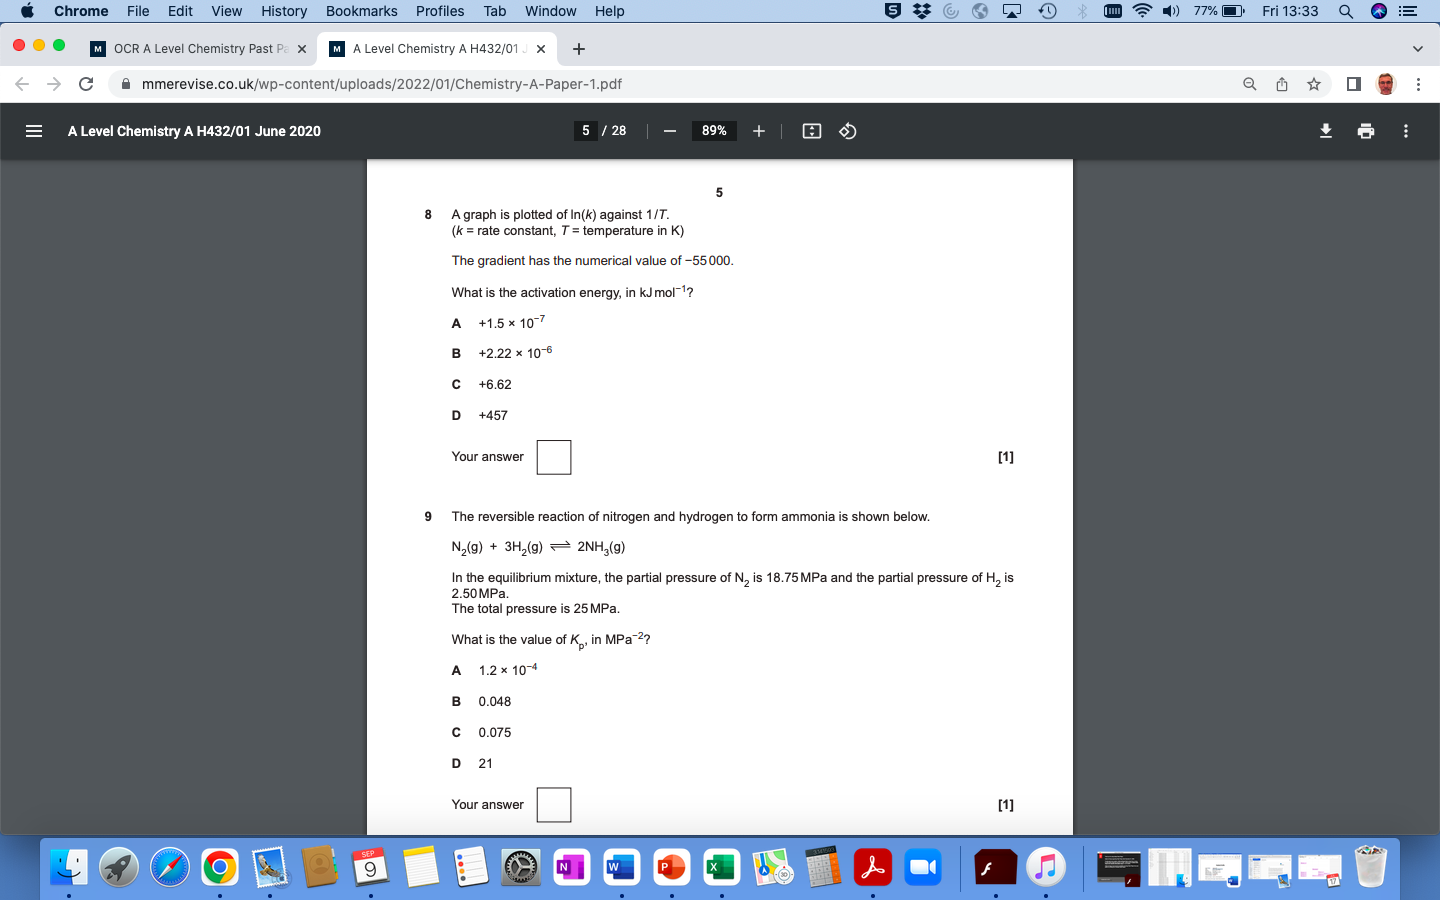 Chrome File Edit View History Bookmarks Profiles Tab Window Help 77% Fri 13:33
OCR A Level Chemistry Past Pa
A Level Chemistry A H432/01 J
mmerevise.co.uk/wp-content/uploads/2022/01/Chemistry-A-Paper-1.pdf
A Level Chemistry A H432/01 June 2020
5 / 28
89%
5
8 A graph is plotted of ln(k) against 1/T.
(k = rate constant, T = temperature in K)
The gradient has the numerical value of −55 000.
What is the activation energy, in kJ mol⁻¹?
A +1.5 × 10⁻⁷
B +2.22 × 10⁻⁶
C +6.62
D +457
Your answer
[1]
9 The reversible reaction of nitrogen and hydrogen to form ammonia is shown below.
N₂(g) + 3H₂(g) ⇌ 2NH₃(g)
In the equilibrium mixture, the partial pressure of N₂ is 18.75 MPa and the partial pressure of H₂ is
2.50 MPa.
The total pressure is 25 MPa.
What is the value of Kₚ, in MPa⁻²?
A 1.2 × 10⁻⁴
B 0.048
C 0.075
D 21
Your answer
[1]
SEP
9
N
W
P
X
3D
17